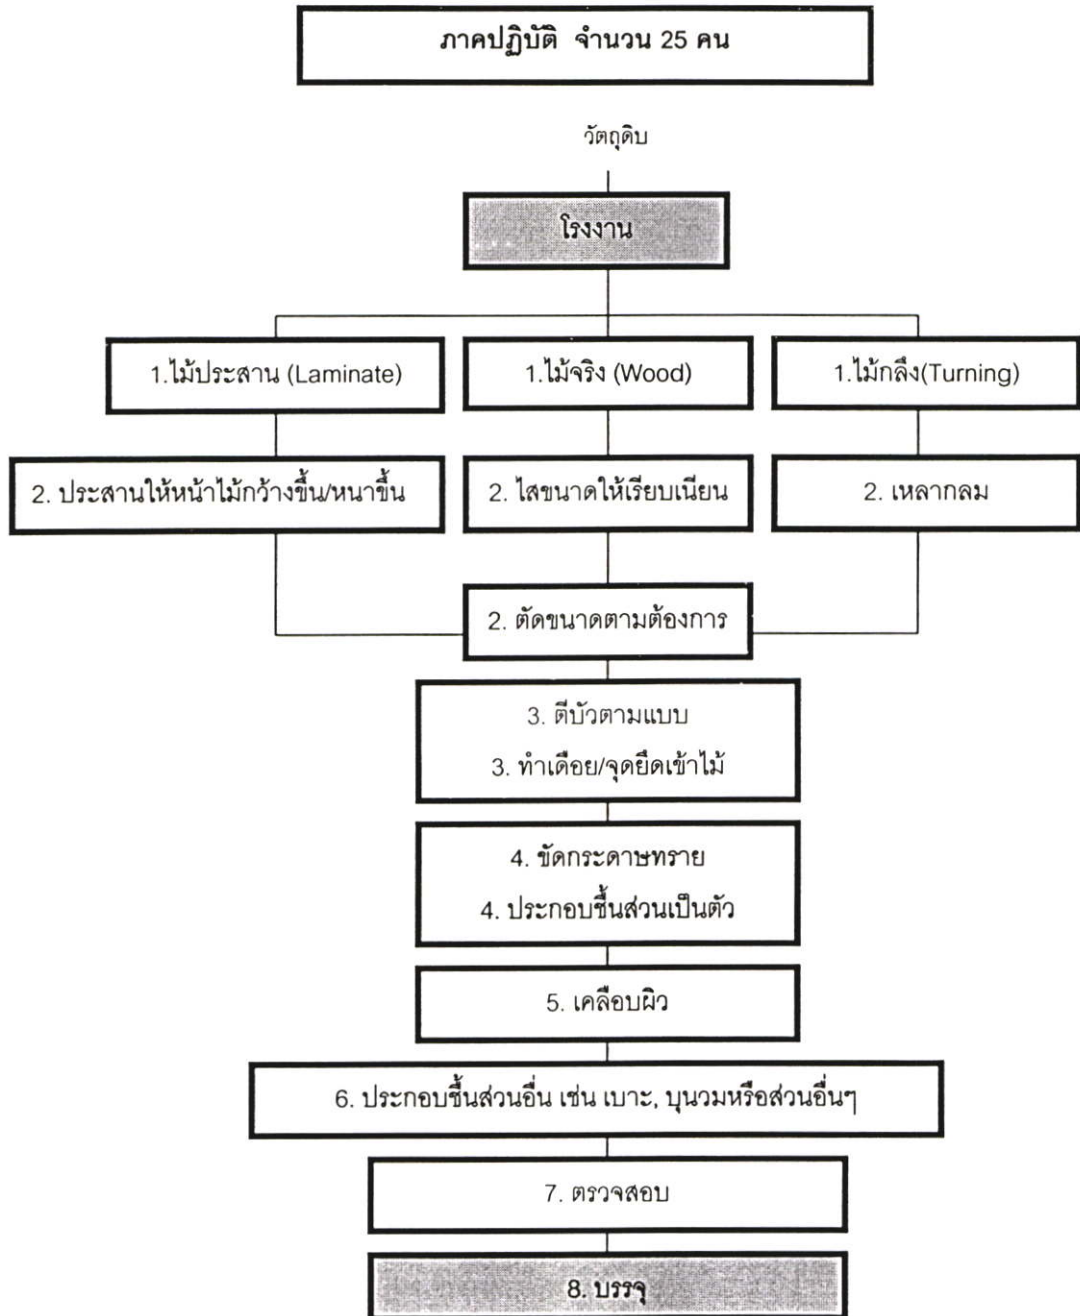 ภาคปฏิบัติ จำนวน 25 คน
วัตถุดิบ
โรงงาน
1.ไม้ประสาน (Laminate)
1.ไม้จริง (Wood)
1.ไม้กลึง(Turning)
2. ประสานให้หน้าไม้กว้างขึ้น/หนาขึ้น
2. ไสขนาดให้เรียบเนียน
2. เหลากลม
2. ตัดขนาดตามต้องการ
3. ตีบัวตามแบบ
3. ทำเดือย/จุดยึดเข้าไม้
4. ขัดกระดาษทราย
4. ประกอบชิ้นส่วนเป็นตัว
5. เคลือบผิว
6. ประกอบชิ้นส่วนอื่น เช่น เบาะ, บุนวมหรือส่วนอื่นๆ
7. ตรวจสอบ
8. บรรจุ